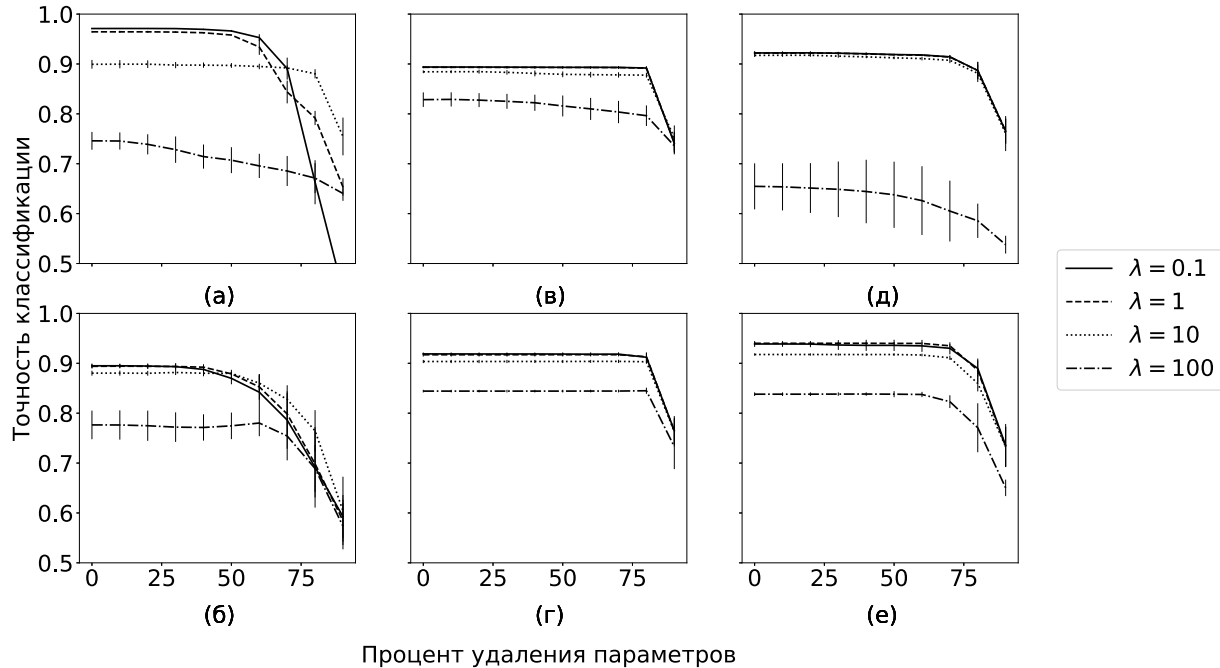 Точность классификации
1.0
0.9
0.8
0.7
0.6
0.5
(а)
(в)
(д)
1.0
0.9
0.8
0.7
0.6
0.5
0 25 50 75
0 25 50 75
0 25 50 75
(б)
(г)
(е)
Процент удаления параметров
λ = 0.1
λ = 1
λ = 10
λ = 100